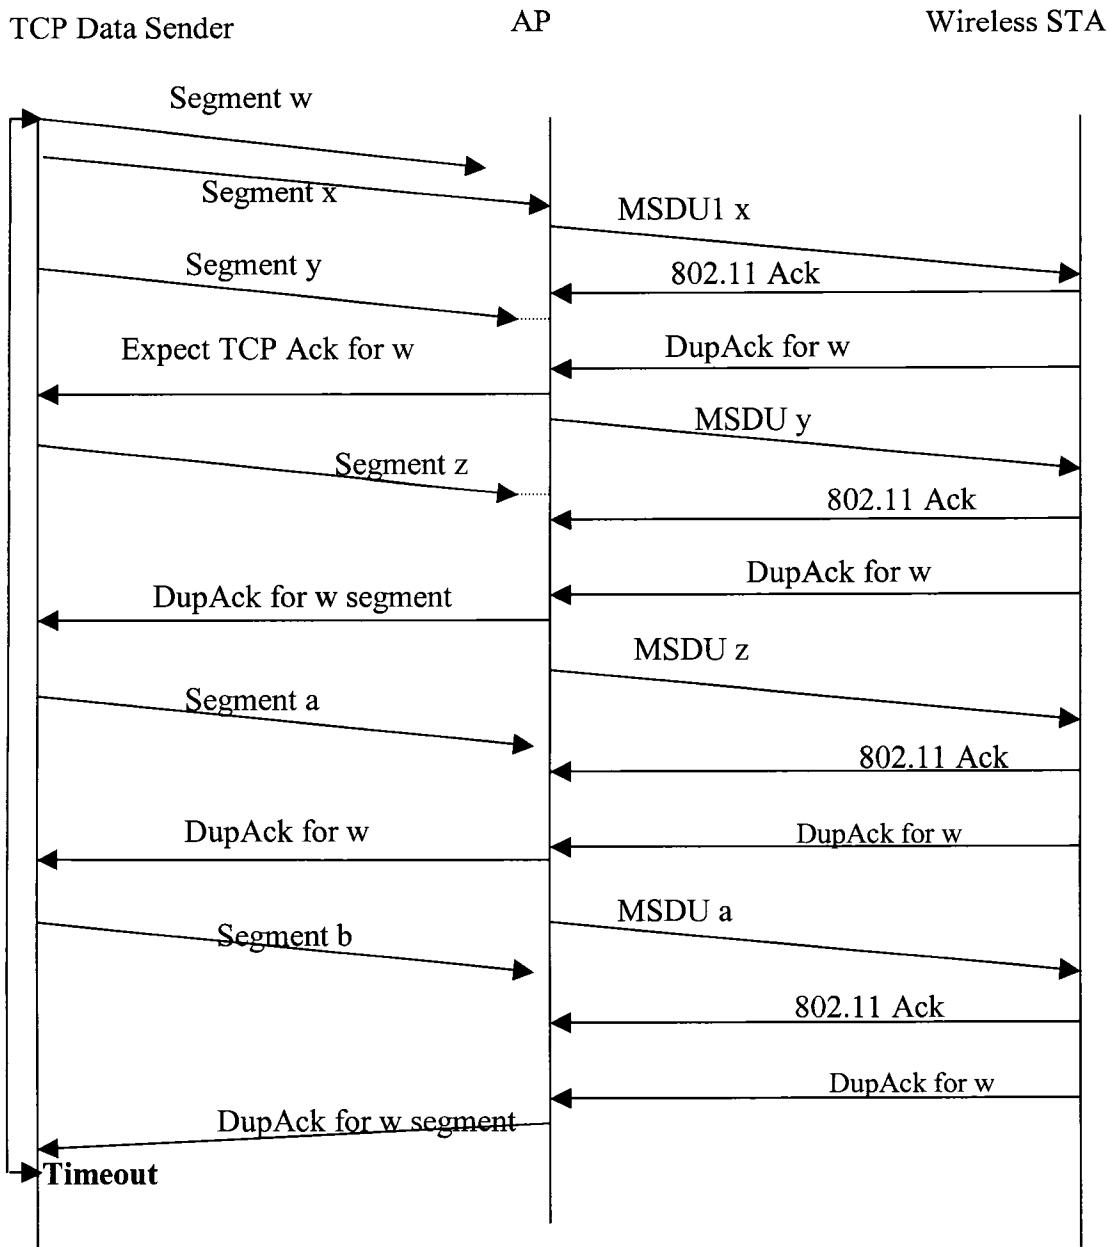 TCP Data Sender
AP
Wireless STA
Segment w
Segment x
MSDU1 x
Segment y
802.11 Ack
Expect TCP Ack for w
DupAck for w
MSDU y
Segment z
802.11 Ack
DupAck for w
DupAck for w segment
MSDU z
Segment a
802.11 Ack
DupAck for w
DupAck for w
MSDU a
Segment b
802.11 Ack
DupAck for w
DupAck for w segment
Timeout